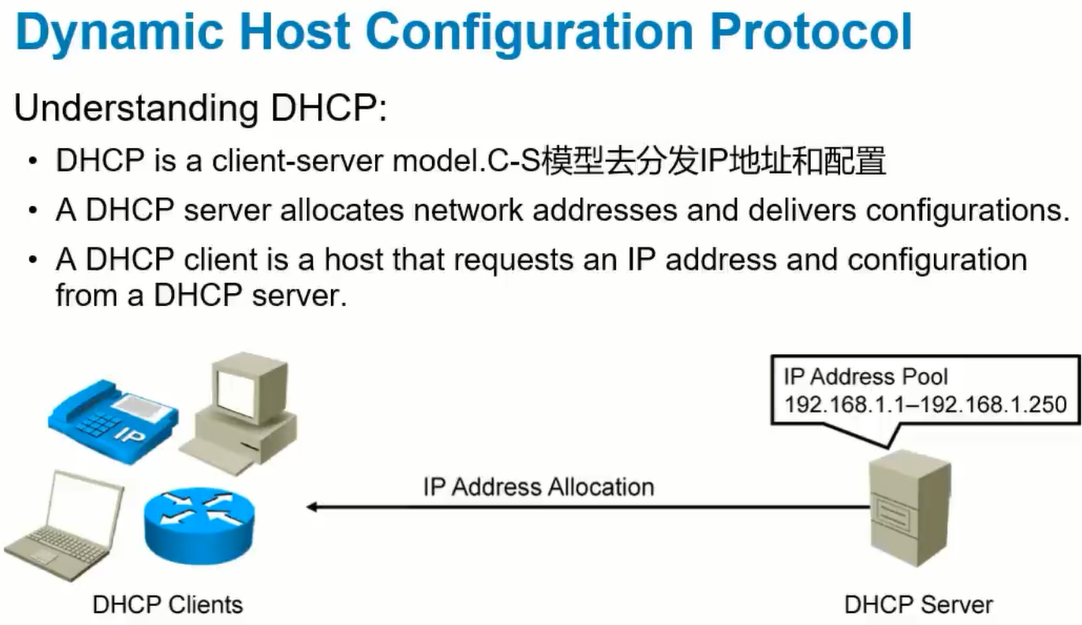 Dynamic Host Configuration Protocol
Understanding DHCP:
• DHCP is a client-server model.C-S模型去分发IP地址和配置
• A DHCP server allocates network addresses and delivers configurations.
• A DHCP client is a host that requests an IP address and configuration
from a DHCP server.
IP Address Pool
192.168.1.1–192.168.1.250
IP
IP Address Allocation
DHCP Clients
DHCP Server